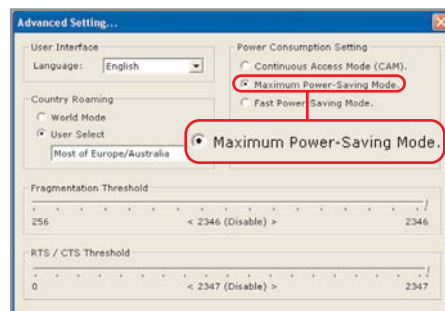 Advanced Setting...
User Interface
Language: English
Power Consumption Setting
Continuous Access Mode (CAM).
Maximum Power-Saving Mode.
Fast Power-Saving Mode.
Country Roaming
World Mode
User Select
Most of Europe/Australia
Maximum Power-Saving Mode.
Fragmentation Threshold
256 < 2346 (Disable) > 2346
RTS / CTS Threshold
0 < 2347 (Disable) > 2347